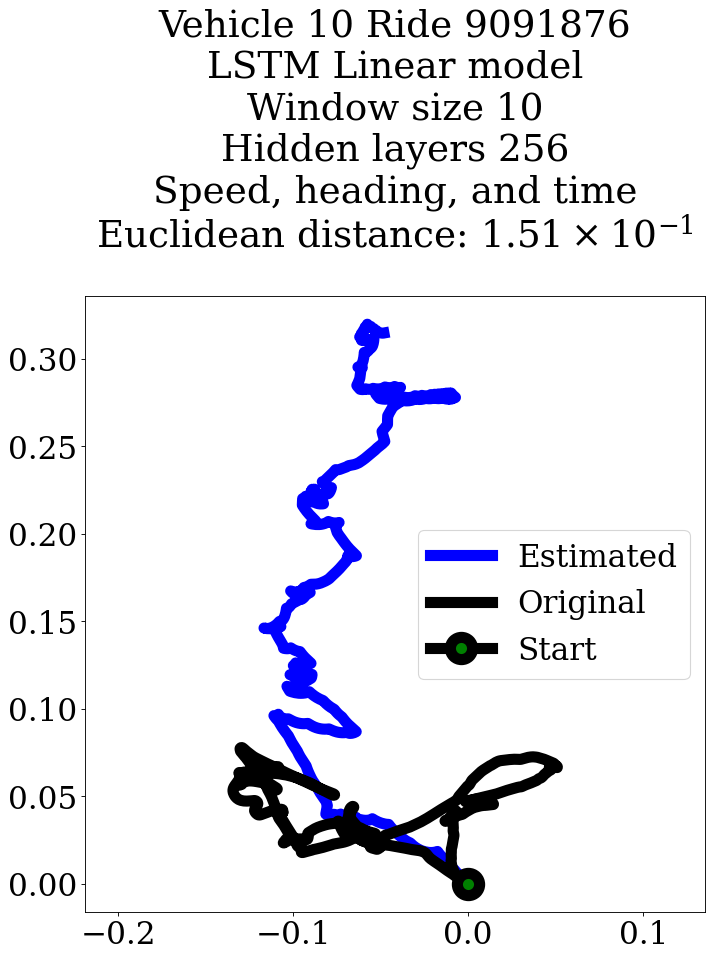 Vehicle 10 Ride 9091876
LSTM Linear model
Window size 10
Hidden layers 256
Speed, heading, and time
Euclidean distance: 1.51 × 10⁻¹
0.30
0.25
0.20
0.15
0.10
0.05
0.00
Estimated
Original
Start
−0.2
−0.1
0.0
0.1